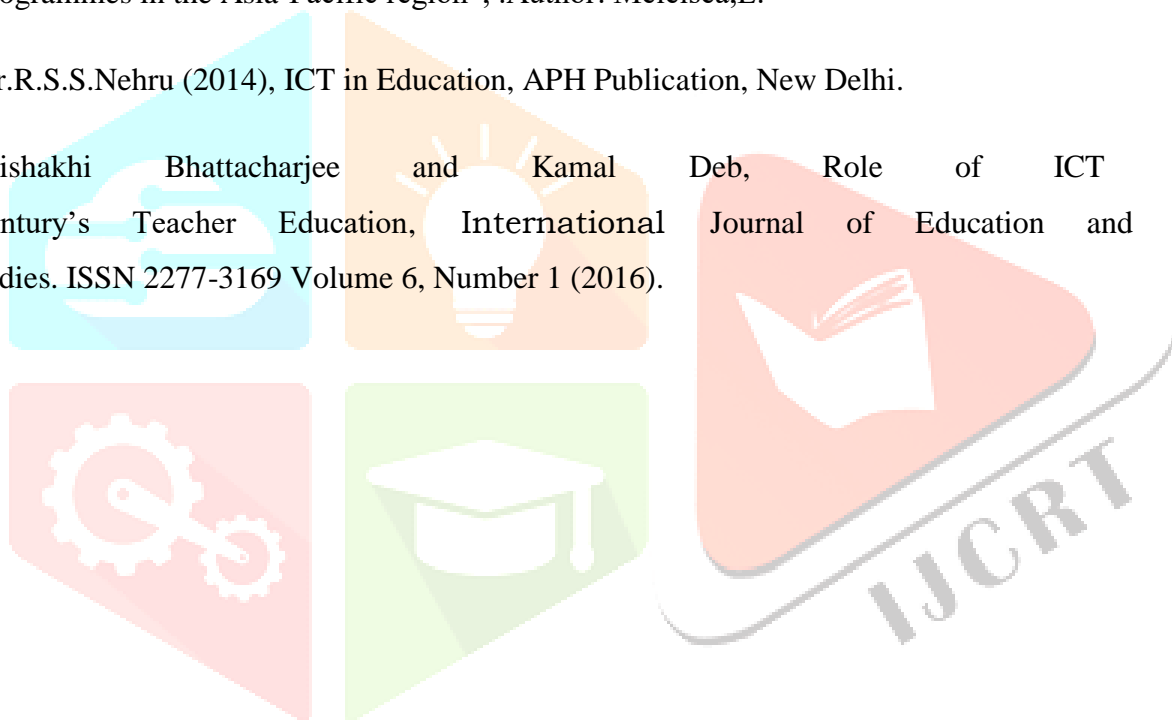 ogrammes in the Asia Pacific region", :Author: Meleisea,E.
r.R.S.S.Nehru (2014), ICT in Education, APH Publication, New Delhi.
ishakhi Bhattacharjee and Kamal Deb, Role of ICT
ntury's Teacher Education, International Journal of Education and
dies. ISSN 2277-3169 Volume 6, Number 1 (2016).
IJCRT